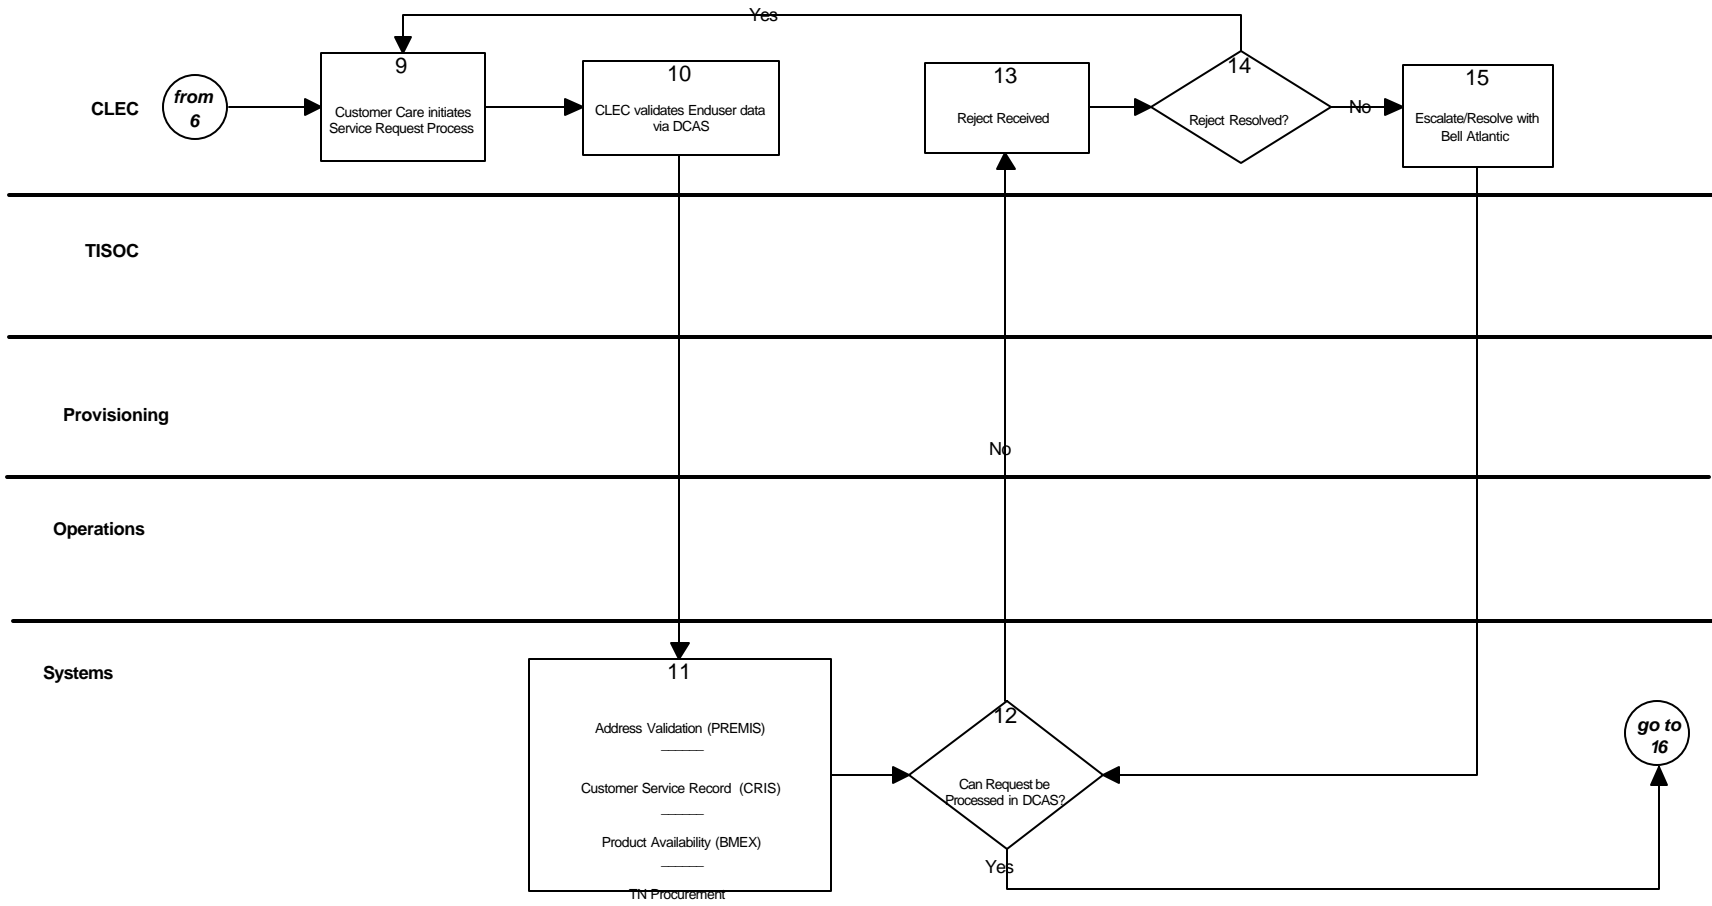 Yes
CLEC
from
6
9
Customer Care initiates
Service Request Process
10
CLEC validates Enduser data
via DCAS
13
Reject Received
14
Reject Resolved?
No
15
Escalate/Resolve with
Bell Atlantic
TISOC
Provisioning
No
Operations
Systems
11
Address Validation (PREMIS)
______
Customer Service Record (CRIS)
______
Product Availability (BMEX)
______
TN Procurement
12
Can Request be
Processed in DCAS?
Yes
go to
16